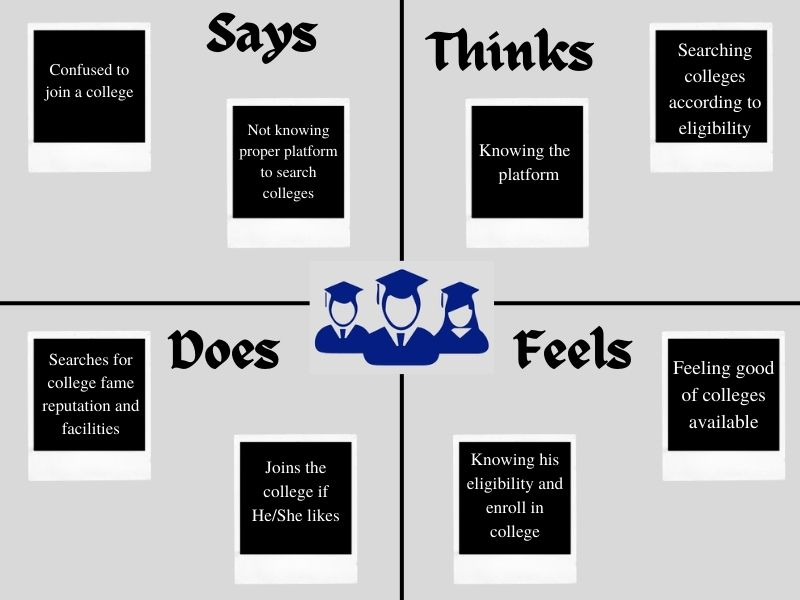 Says
Confused to
join a college
Not knowing
proper platform
to search
colleges
Thinks
Knowing the
platform
Searching
colleges
according to
eligibility
Does
Searches for
college fame
reputation and
facilities
Joins the
college if
He/She likes
Feels
Knowing his
eligibility and
enroll in
college
Feeling good
of colleges
available